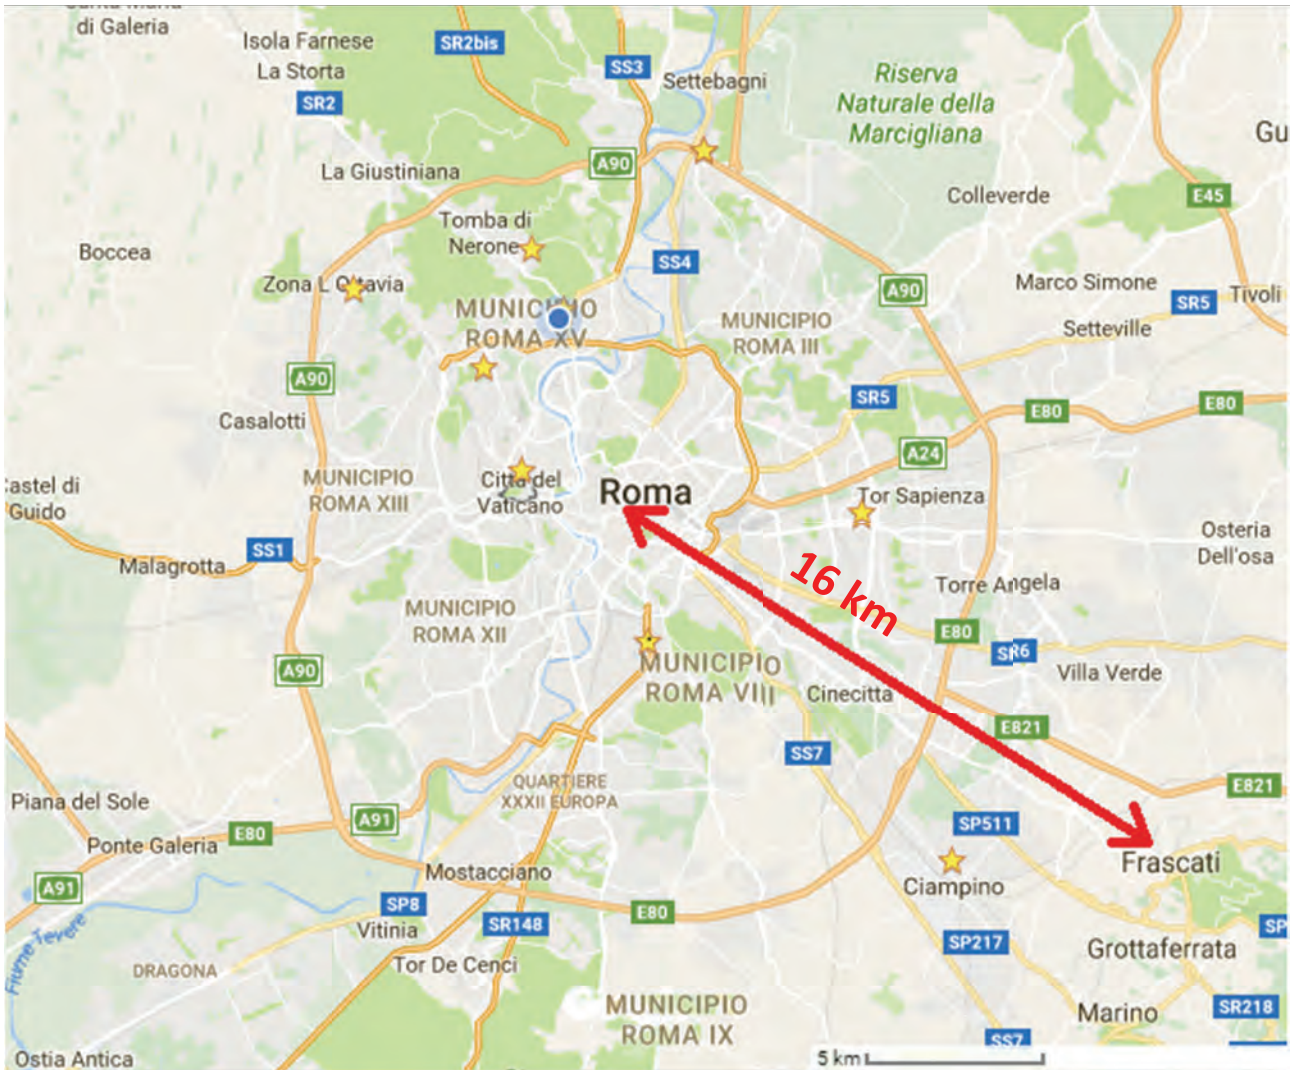 di Galeria
Isola Farnese
La Storta
SR2bis
SS3
Settebagni
SR2
Riserva
Naturale della
Marcigliana
Gu
La Giustiniana
A90
Colleverde
E45
Tomba di
Nerone
Boccea
SS4
Zona L Ottavia
A90
Marco Simone
SR5
Tivoli
MUNICIPIO
ROMA XV
MUNICIPIO
ROMA III
Setteville
A90
SR5
E80
E80
Casalotti
A24
MUNICIPIO
ROMA XIII
Città del
Vaticano
Roma
Tor Sapienza
Castel di
Guido
Osteria
Dell'osa
SS1
Malagrotta
16 km
Torre Angela
MUNICIPIO
ROMA XII
E80
SR6
A90
MUNICIPIO
ROMA VIII
Villa Verde
Cinecitta
E821
SS7
QUARTIERE
XXXII EUROPA
E821
Piana del Sole
A91
E80
SP511
Ponte Galeria
Frascati
Mostacciano
A91
Ciampino
SP8
E80
SR148
Vitinia
SP
Fiume Tevere
SP217
Grottaferrata
DRAGONA
Tor De Cenci
MUNICIPIO
ROMA IX
Marino
SR218
SS7
Ostia Antica
5 km